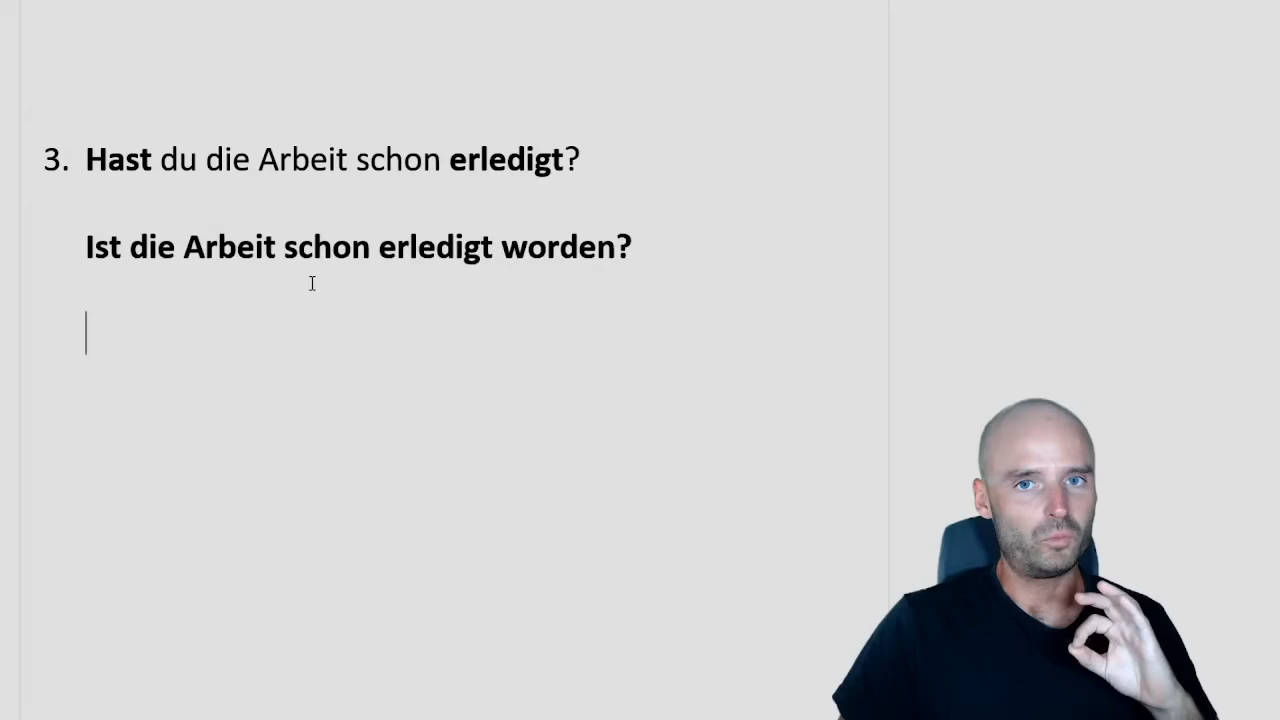 3. Hast du die Arbeit schon erledigt?
Ist die Arbeit schon erledigt worden?